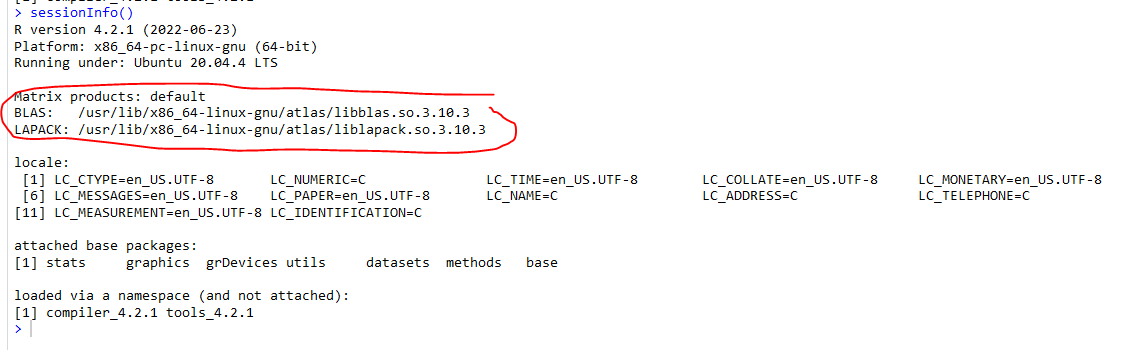 > sessionInfo()
R version 4.2.1 (2022-06-23)
Platform: x86_64-pc-linux-gnu (64-bit)
Running under: Ubuntu 20.04.4 LTS
Matrix products: default
BLAS: /usr/lib/x86_64-linux-gnu/atlas/libblas.so.3.10.3
LAPACK: /usr/lib/x86_64-linux-gnu/atlas/liblapack.so.3.10.3
locale:
[1] LC_CTYPE=en_US.UTF-8 LC_NUMERIC=C LC_TIME=en_US.UTF-8 LC_COLLATE=en_US.UTF-8 LC_MONETARY=en_US.UTF-8
[6] LC_MESSAGES=en_US.UTF-8 LC_PAPER=en_US.UTF-8 LC_NAME=C LC_ADDRESS=C LC_TELEPHONE=C
[11] LC_MEASUREMENT=en_US.UTF-8 LC_IDENTIFICATION=C
attached base packages:
[1] stats graphics grDevices utils datasets methods base
loaded via a namespace (and not attached):
[1] compiler_4.2.1 tools_4.2.1
>